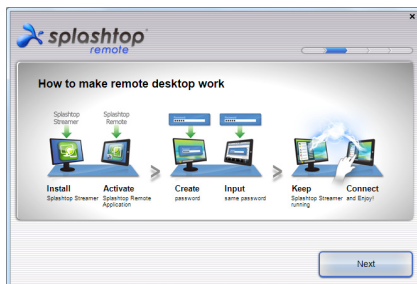 splashtop
remote
How to make remote desktop work
Splashtop Streamer
Splashtop Remote
Install
Splashtop Streamer
Activate
Splashtop Remote Application
Create
password
Input
same password
Keep
Splashtop Streamer running
Connect
and Enjoy!
Next